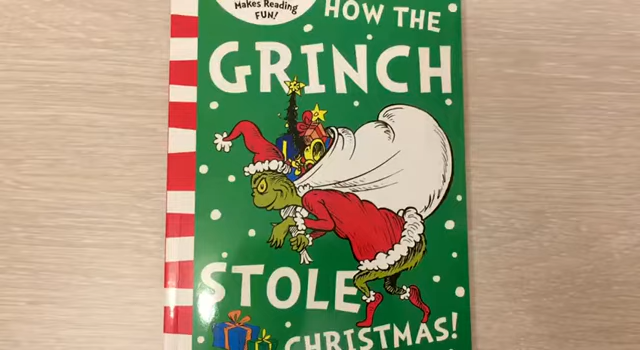 Makes Reading
FUN!
HOW THE
GRINCH
STOLE
CHRISTMAS!